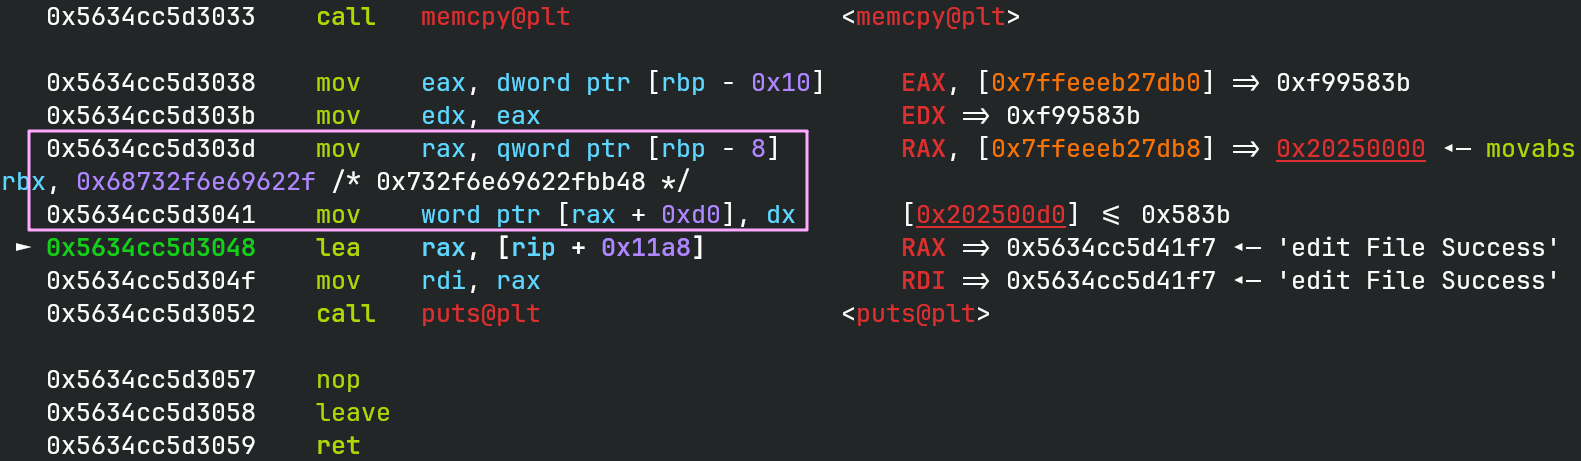 0x5634cc5d3033 call memcpy@plt <memcpy@plt>
0x5634cc5d3038 mov eax, dword ptr [rbp - 0x10] EAX, [0x7ffeeeb27db0] => 0xf99583b
0x5634cc5d303b mov edx, eax EDX => 0xf99583b
0x5634cc5d303d mov rax, qword ptr [rbp - 8] RAX, [0x7ffeeeb27db8] => 0x20250000 ◂— movabs
rbx, 0x68732f6e69622f /* 0x732f6e69622fbb48 */
0x5634cc5d3041 mov word ptr [rax + 0xd0], dx [0x202500d0] <= 0x583b
► 0x5634cc5d3048 lea rax, [rip + 0x11a8] RAX => 0x5634cc5d41f7 ◂— 'edit File Success'
0x5634cc5d304f mov rdi, rax RDI => 0x5634cc5d41f7 ◂— 'edit File Success'
0x5634cc5d3052 call puts@plt <puts@plt>
0x5634cc5d3057 nop
0x5634cc5d3058 leave
0x5634cc5d3059 ret